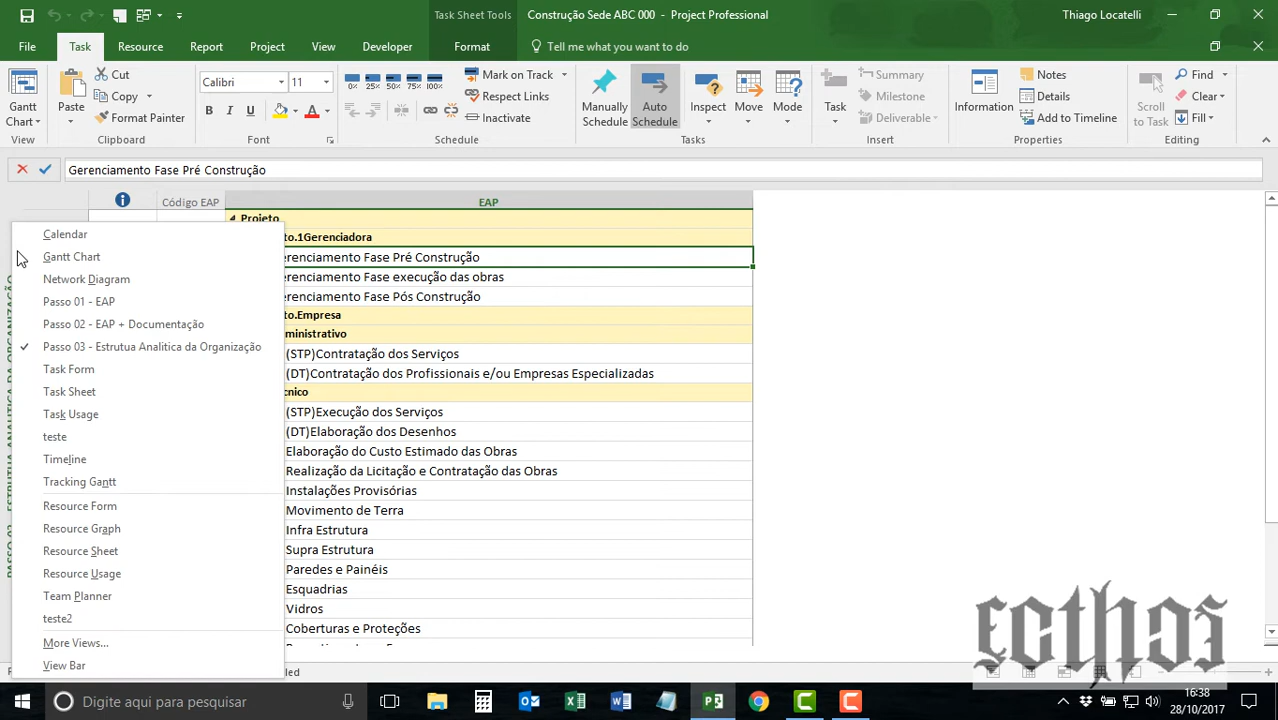 Task Sheet Tools
Construção Sede ABC 000 - Project Professional
Thiago Locatelli
File Task Resource Report Project View Developer Format Tell me what you want to do
Gantt Chart
View
Paste
Cut
Copy
Format Painter
Clipboard
Calibri 11
B I U A
Font
0% 25% 50% 75% 100%
Mark on Track
Respect Links
Inactivate
Schedule
Manually Schedule
Auto Schedule
Inspect
Move
Mode
Tasks
Task
Summary
Milestone
Deliverable
Insert
Information
Notes
Details
Add to Timeline
Properties
Scroll to Task
Find
Clear
Fill
Editing
Gerenciamento Fase Pré Construção
Código EAP
EAP
Projeto
to.1Gerenciadora
erenciamento Fase Pré Construção
erenciamento Fase execução das obras
erenciamento Fase Pós Construção
to.Empresa
ministrativo
(STP)Contratação dos Serviços
(DT)Contratação dos Profissionais e/ou Empresas Especializadas
cnico
(STP)Execução dos Serviços
(DT)Elaboração dos Desenhos
Elaboração do Custo Estimado das Obras
Realização da Licitação e Contratação das Obras
Instalações Provisórias
Movimento de Terra
Infra Estrutura
Supra Estrutura
Paredes e Painéis
Esquadrias
Vidros
Coberturas e Proteções
Calendar
Gantt Chart
Network Diagram
Passo 01 - EAP
Passo 02 - EAP + Documentação
Passo 03 - Estrutua Analitica da Organização
Task Form
Task Sheet
Task Usage
teste
Timeline
Tracking Gantt
Resource Form
Resource Graph
Resource Sheet
Resource Usage
Team Planner
teste2
More Views...
View Bar
led
ecthos
Digite aqui para pesquisar
16:38
28/10/2017